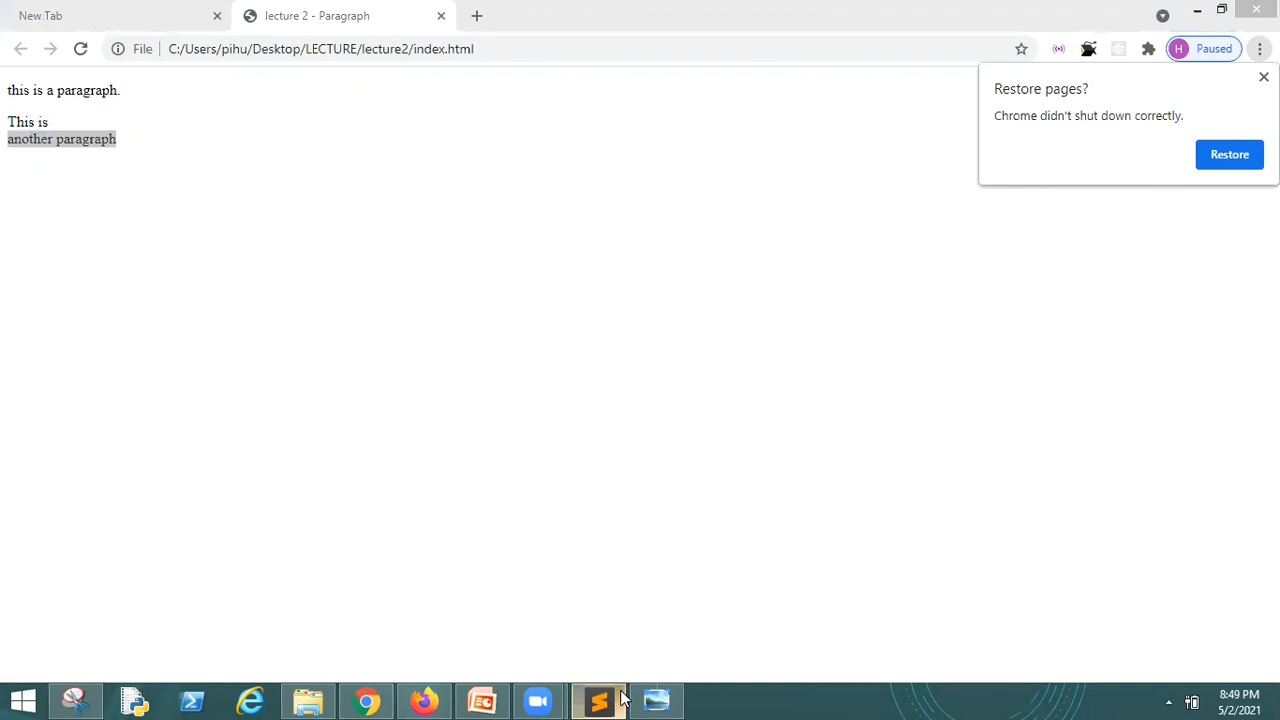 New Tab
lecture 2 - Paragraph
File
C:/Users/pihu/Desktop/LECTURE/lecture2/index.html
H
Paused
this is a paragraph.
This is
another paragraph
Restore pages?
Chrome didn't shut down correctly.
Restore
8:49 PM
5/2/2021